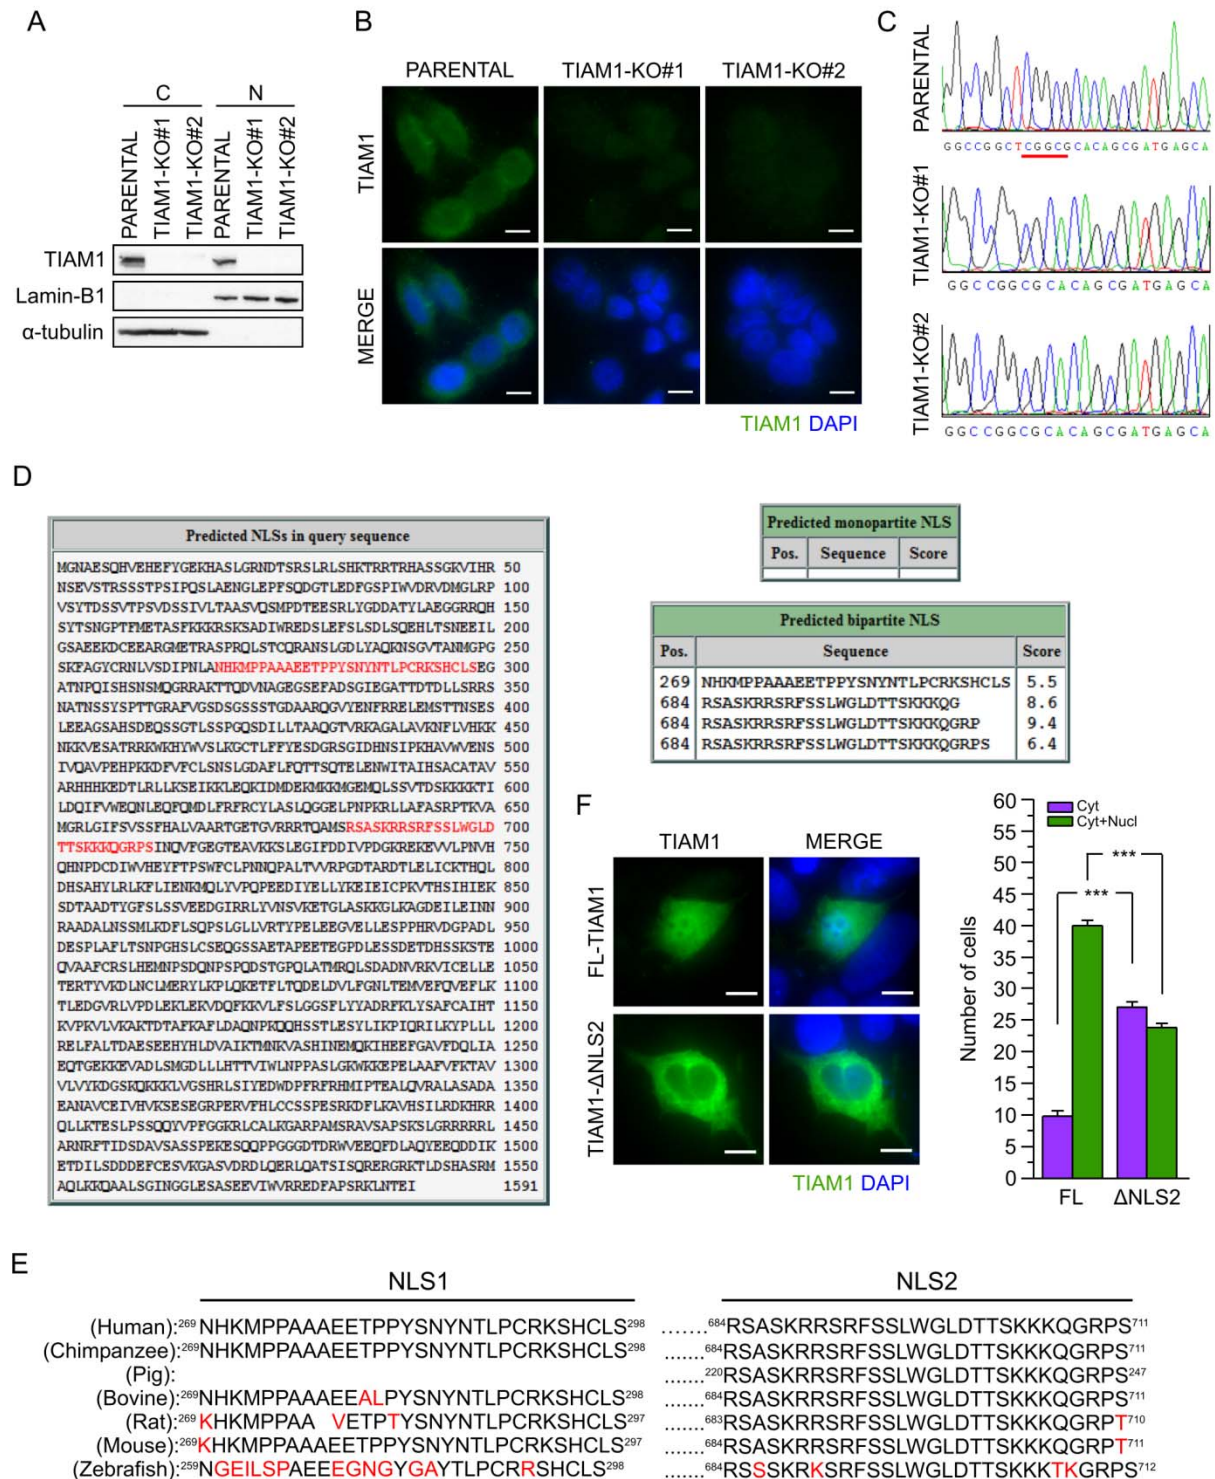 A
C N
PARENTAL
TIAM1-KO#1
TIAM1-KO#2
PARENTAL
TIAM1-KO#1
TIAM1-KO#2
TIAM1
Lamin-B1
α-tubulin
B
PARENTAL TIAM1-KO#1 TIAM1-KO#2
TIAM1
MERGE
TIAM1 DAPI
C
PARENTAL
GGCCGGCTCGGCGCACAGCGATGAGCA
TIAM1-KO#1
GGCCGGCGCACAGCGATGAGCA
TIAM1-KO#2
GGCCGGCGCACAGCGATGAGCA
D
Predicted NLSs in query sequence
MGNAESQHVEHEFYGEKHASLGRNDTSRSLRLSHKTRRTRHASSGKVIHR 50
NSEVSTRSSSTPSIPQSLAENGLEPFSQDGTLEDFGSPIWVDRVDMGLRP 100
VSYTDSSVTPSVDSSIVLTAASVQSMPDTEESRLYGDDATYLAEGGRRQH 150
SYTSNGPTFMETASFKKKRSKSADIWREDSLEFSLSDLSQEHLTSNEEIL 200
GSAEEKDCEEARGMETRASPRQLSTCQRANSLGDLYAQKNSGVTANMGPG 250
SKFAGYCRNLVSDIPNLANHKMPPAAAEETPPYSNYNTLPCRKSHCLSEG 300
ATNPQISHSNSMQGRRAKTTQDVNAGEGSEFADSGIEGATTDTDLLSRRS 350
NATNSSYSPTTGRAFVGSDSGSSSTGDAARQGVYENFRRELEMSTTNSES 400
LEEAGSAHSDEQSSGTLSSPGQSDILLTAAQGTVRKAGALAVKNFLVHKK 450
NKKVESATRRKWKHYWVSLKGCTLFFYESDGRSGIDHNSIPKHAVWVENS 500
IVQAVPEHPKKDFVFCLSNSLGDAFLFQTTSQTELENWITAIHSACATAV 550
ARHHHKEDTLRLLKSEIKKLEQKIDMDEKMKKMGEMQLSSVTDSKKKKTI 600
LDQIFVWEQNLEQFQMDLFRFRCYLASLQGGELPNPKRLLAFASRPTKVA 650
MGRLGIFSVSSFHALVAARTGETGVRRRTQAMSRSASKRRSRFSSLWGLD 700
TTSKKKQGRPSINQVFGEGTEAVKKSLEGIFDDIVPDGKREKEVVLPNVH 750
QHNPDCDIWVHEYFTPSWFCLPNNQPALTVVRPGDTARDTLELICKTHQL 800
DHSAHYLRLKFLIENKMQLYVPQPEEDIYELLYKEIEICPKVTHSIHIEK 850
SDTAADTYGFSLSSVEEDGIRRLYVNSVKETGLASKKGLKAGDEILEINN 900
RAADALNSSMLKDFLSQPSLGLLVRTYPELEEGVELLESPPHRVDGPADL 950
DESPLAFLTSNPGHSLCSEQGSSAETAPEETEGPDLESSDETDHSSKSTE 1000
QVAAFCRSLHEMNPSDQNPSPQDSTGPQLATMRQLSDADNVRKVICELLE 1050
TERTYVKDLNCLMERYLKPLQKETFLTQDELDVLFGNLTEMVEFQVEFLK 1100
TLEDGVRLVPDLEKLEKVDQFKKVLFSLGGSFLYYADRFKLYSAFCAIHT 1150
KVPKVLVKAKTDTAFKAFLDAQNPKQQHSSTLESYLIKPIQRILKYPLLL 1200
RELFALTDAESEEHYHLDVAIKTMNKVASHINEMQKIHEEFGAVFDQLIA 1250
EQTGEKKEVADLSMGDLLLHTTVIWLNPPASLGKWKKEPELAAFVFKTAV 1300
VLVYKDGSKQKKKLVGSHRLSIYEDWDPFRFRHMIPTEALQVRALASADA 1350
EANAVCEIVHVKSESEGRPERVFHLCCSSPESRKDFLKAVHSILRDKHRR 1400
QLLKTESLPSSQQYVPFGGKRLCALKGARPAMSRAVSAPSKSLGRRRRRL 1450
ARNRFTIDSDAVSASSPEKESQQPPGGGDTDRWVEEQFDLAQYEEQDDIK 1500
ETDILSDDDEFCESVKGASVDRDLQERLQATSISQRERGRKTLDSHASRM 1550
AQLKKQAALSGINGGLESASEEVIWVRREDFAPSRKLNTEI 1591
Predicted monopartite NLS
Pos. Sequence Score
Predicted bipartite NLS
Pos. Sequence Score
269 NHKMPPAAAEETPPYSNYNTLPCRKSHCLS 5.5
684 RSASKRRSRFSSLWGLDTTSKKKQG 8.6
684 RSASKRRSRFSSLWGLDTTSKKKQGRP 9.4
684 RSASKRRSRFSSLWGLDTTSKKKQGRPS 6.4
F
TIAM1 MERGE
FL-TIAM1
TIAM1-ΔNLS2
TIAM1 DAPI
Number of cells
60
55
50
45
40
35
30
25
20
15
10
5
0
Cyt
Cyt+Nucl
***
***
FL ΔNLS2
E
NLS1 NLS2
(Human):269NHKMPPAAAEETPPYSNYNTLPCRKSHCLS298 .......684RSASKRRSRFSSLWGLDTTSKKKQGRPS711
(Chimpanzee):269NHKMPPAAAEETPPYSNYNTLPCRKSHCLS298 .......684RSASKRRSRFSSLWGLDTTSKKKQGRPS711
(Pig): .......220RSASKRRSRFSSLWGLDTTSKKKQGRPS247
(Bovine):269NHKMPPAAAEEALPYSNYNTLPCRKSHCLS298 .......684RSASKRRSRFSSLWGLDTTSKKKQGRPS711
(Rat):269KHKMPPAA VETPTYSNYNTLPCRKSHCLS297 .......683RSASKRRSRFSSLWGLDTTSKKKQGRPT710
(Mouse):269KHKMPPAAAEETPPYSNYNTLPCRKSHCLS297 .......684RSASKRRSRFSSLWGLDTTSKKKQGRPT711
(Zebrafish):259NGEILSPAEEEGNGYGAYTLPCRRSHCLS298 .......684RSSSKRKSRFSSLWGLDTTSKKTKGRPS712